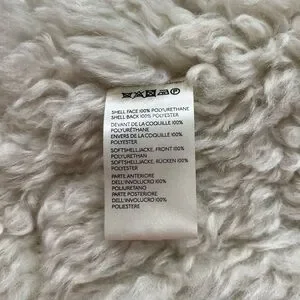 SHELL FACE 100% POLYURETHANE
SHELL BACK 100% POLYESTER
DEVANT DE LA COQUILLE 100%
POLYURÉTHANE
ENVERS DE LA COQUILLE 100%
POLYESTER
SOFTSHELLJACKE, FRONT 100%
POLYURETHAN
SOFTSHELLJACKE, RÜCKEN 100%
POLYESTER
PARTE ANTERIORE
DELL'INVOLUCRO 100%
POLIURETANO
PARTE POSTERIORE
DELL'INVOLUCRO 100%
POLIESTERE